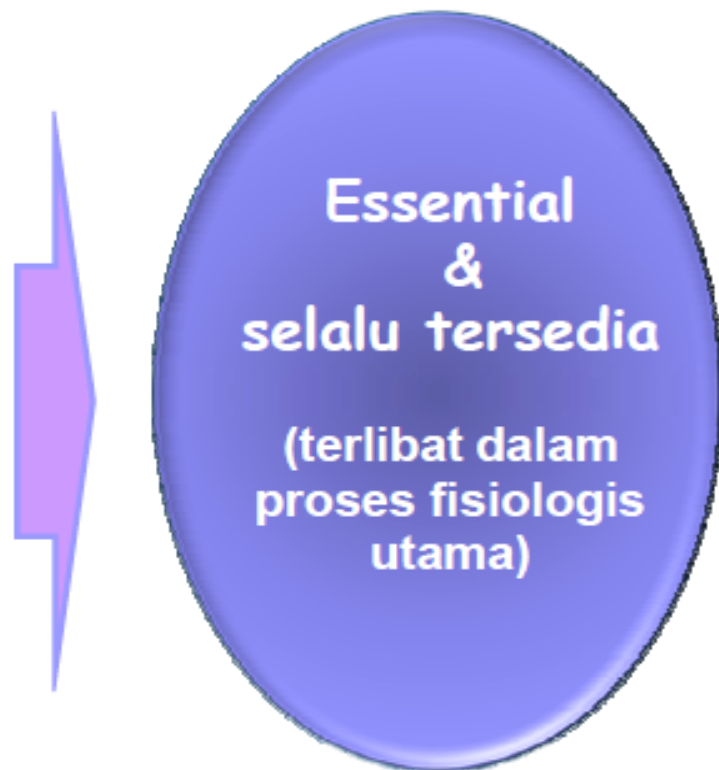 Essential
&
selalu tersedia
(terlibat dalam
proses fisiologis
utama)